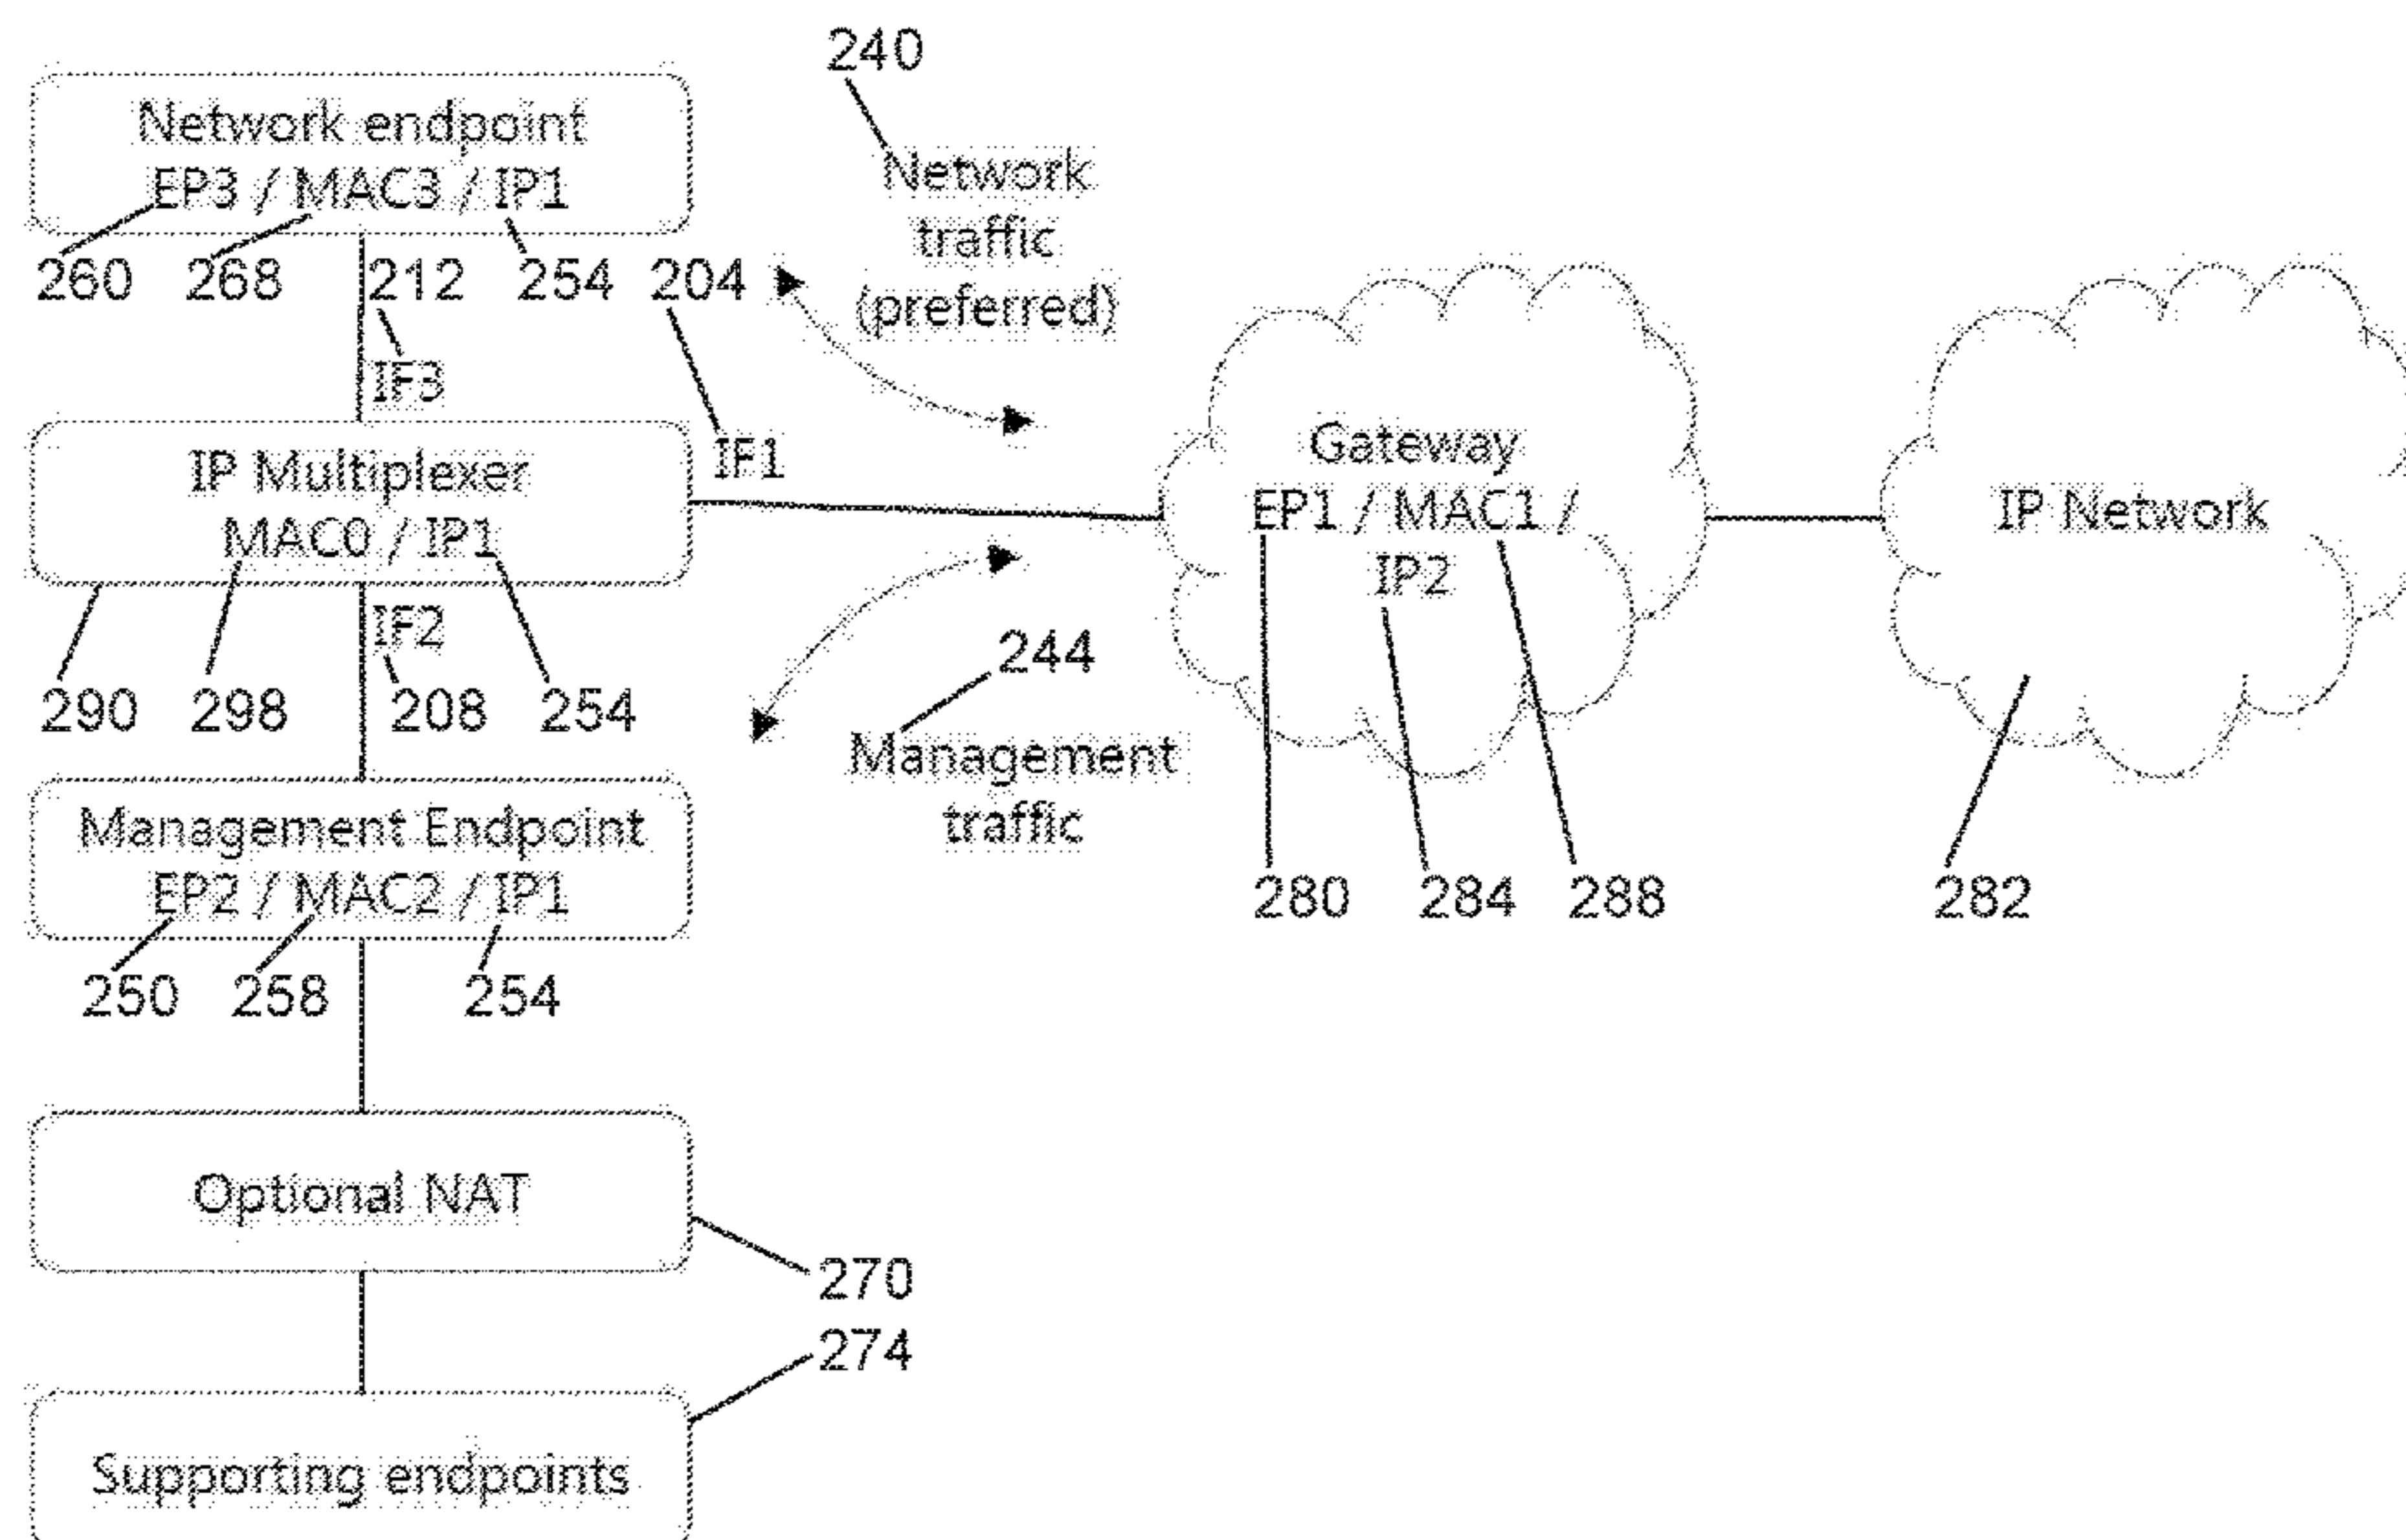 240
Network endpoint
EP3 / MAC3 / IP1
Network
traffic
(preferred)
260 268 212 254 204
IF3
IF1
IP Multiplexer
MAC0 / IP1
Gateway
EP1 / MAC1 /
IP2
IP Network
IF2
290 298 208 254
244
Management
traffic
Management Endpoint
EP2 / MAC2 / IP1
280 284 288 282
250 258 254
Optional NAT
270
274
Supporting endpoints